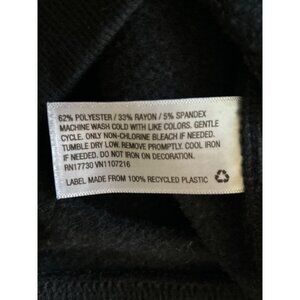 62% POLYESTER / 33% RAYON / 5% SPANDEX
MACHINE WASH COLD WITH LIKE COLORS. GENTLE
CYCLE. ONLY NON-CHLORINE BLEACH IF NEEDED.
TUMBLE DRY LOW. REMOVE PROMPTLY. COOL IRON
IF NEEDED. DO NOT IRON ON DECORATION.
RN17730 VN1107216
LABEL MADE FROM 100% RECYCLED PLASTIC